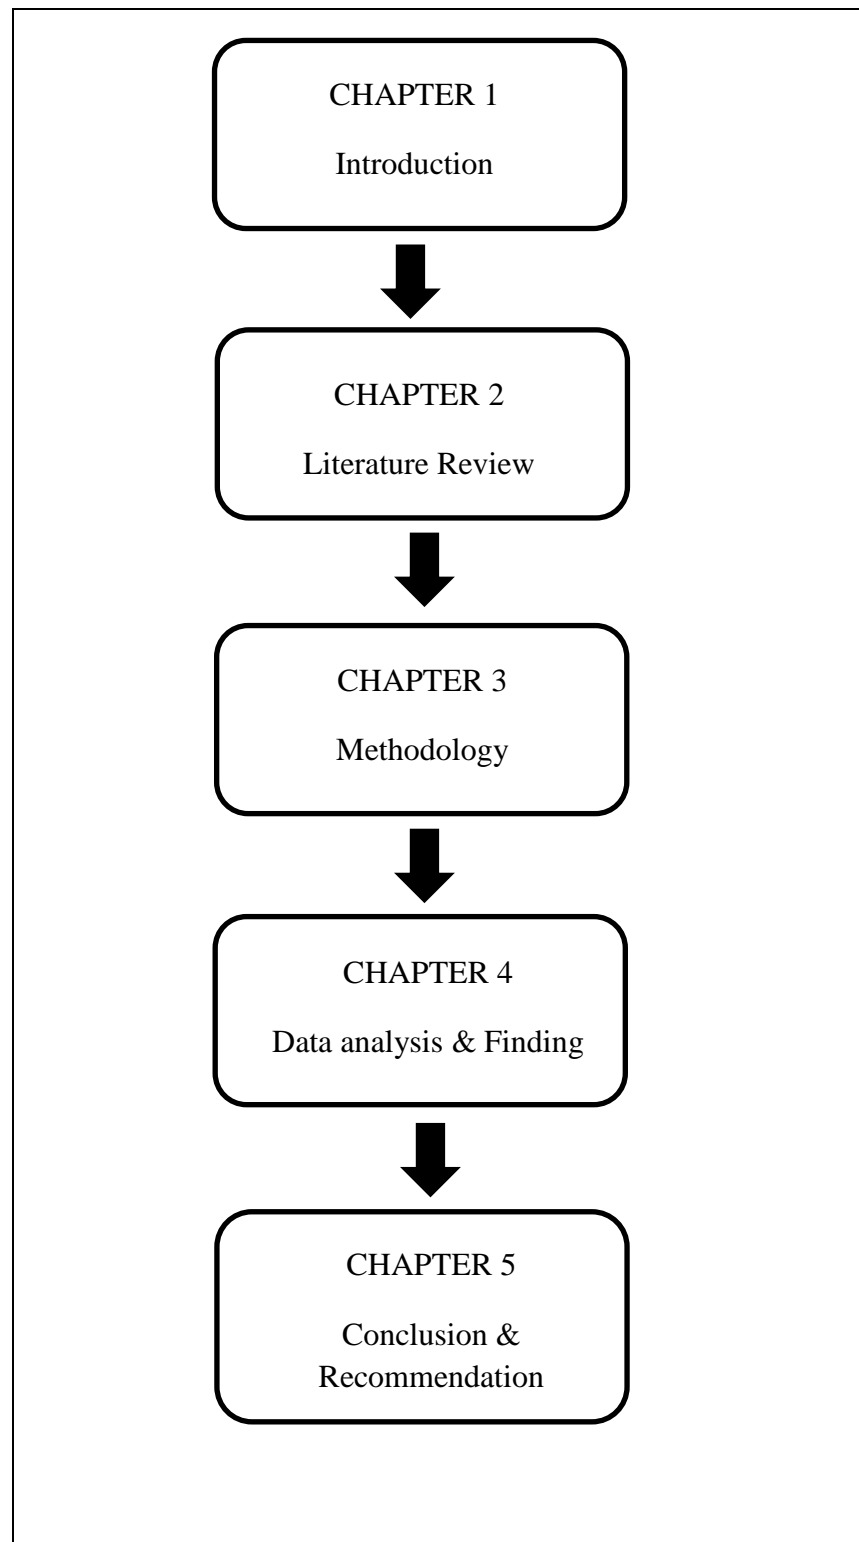 CHAPTER 1
Introduction
CHAPTER 2
Literature Review
CHAPTER 3
Methodology
CHAPTER 4
Data analysis & Finding
CHAPTER 5
Conclusion &
Recommendation